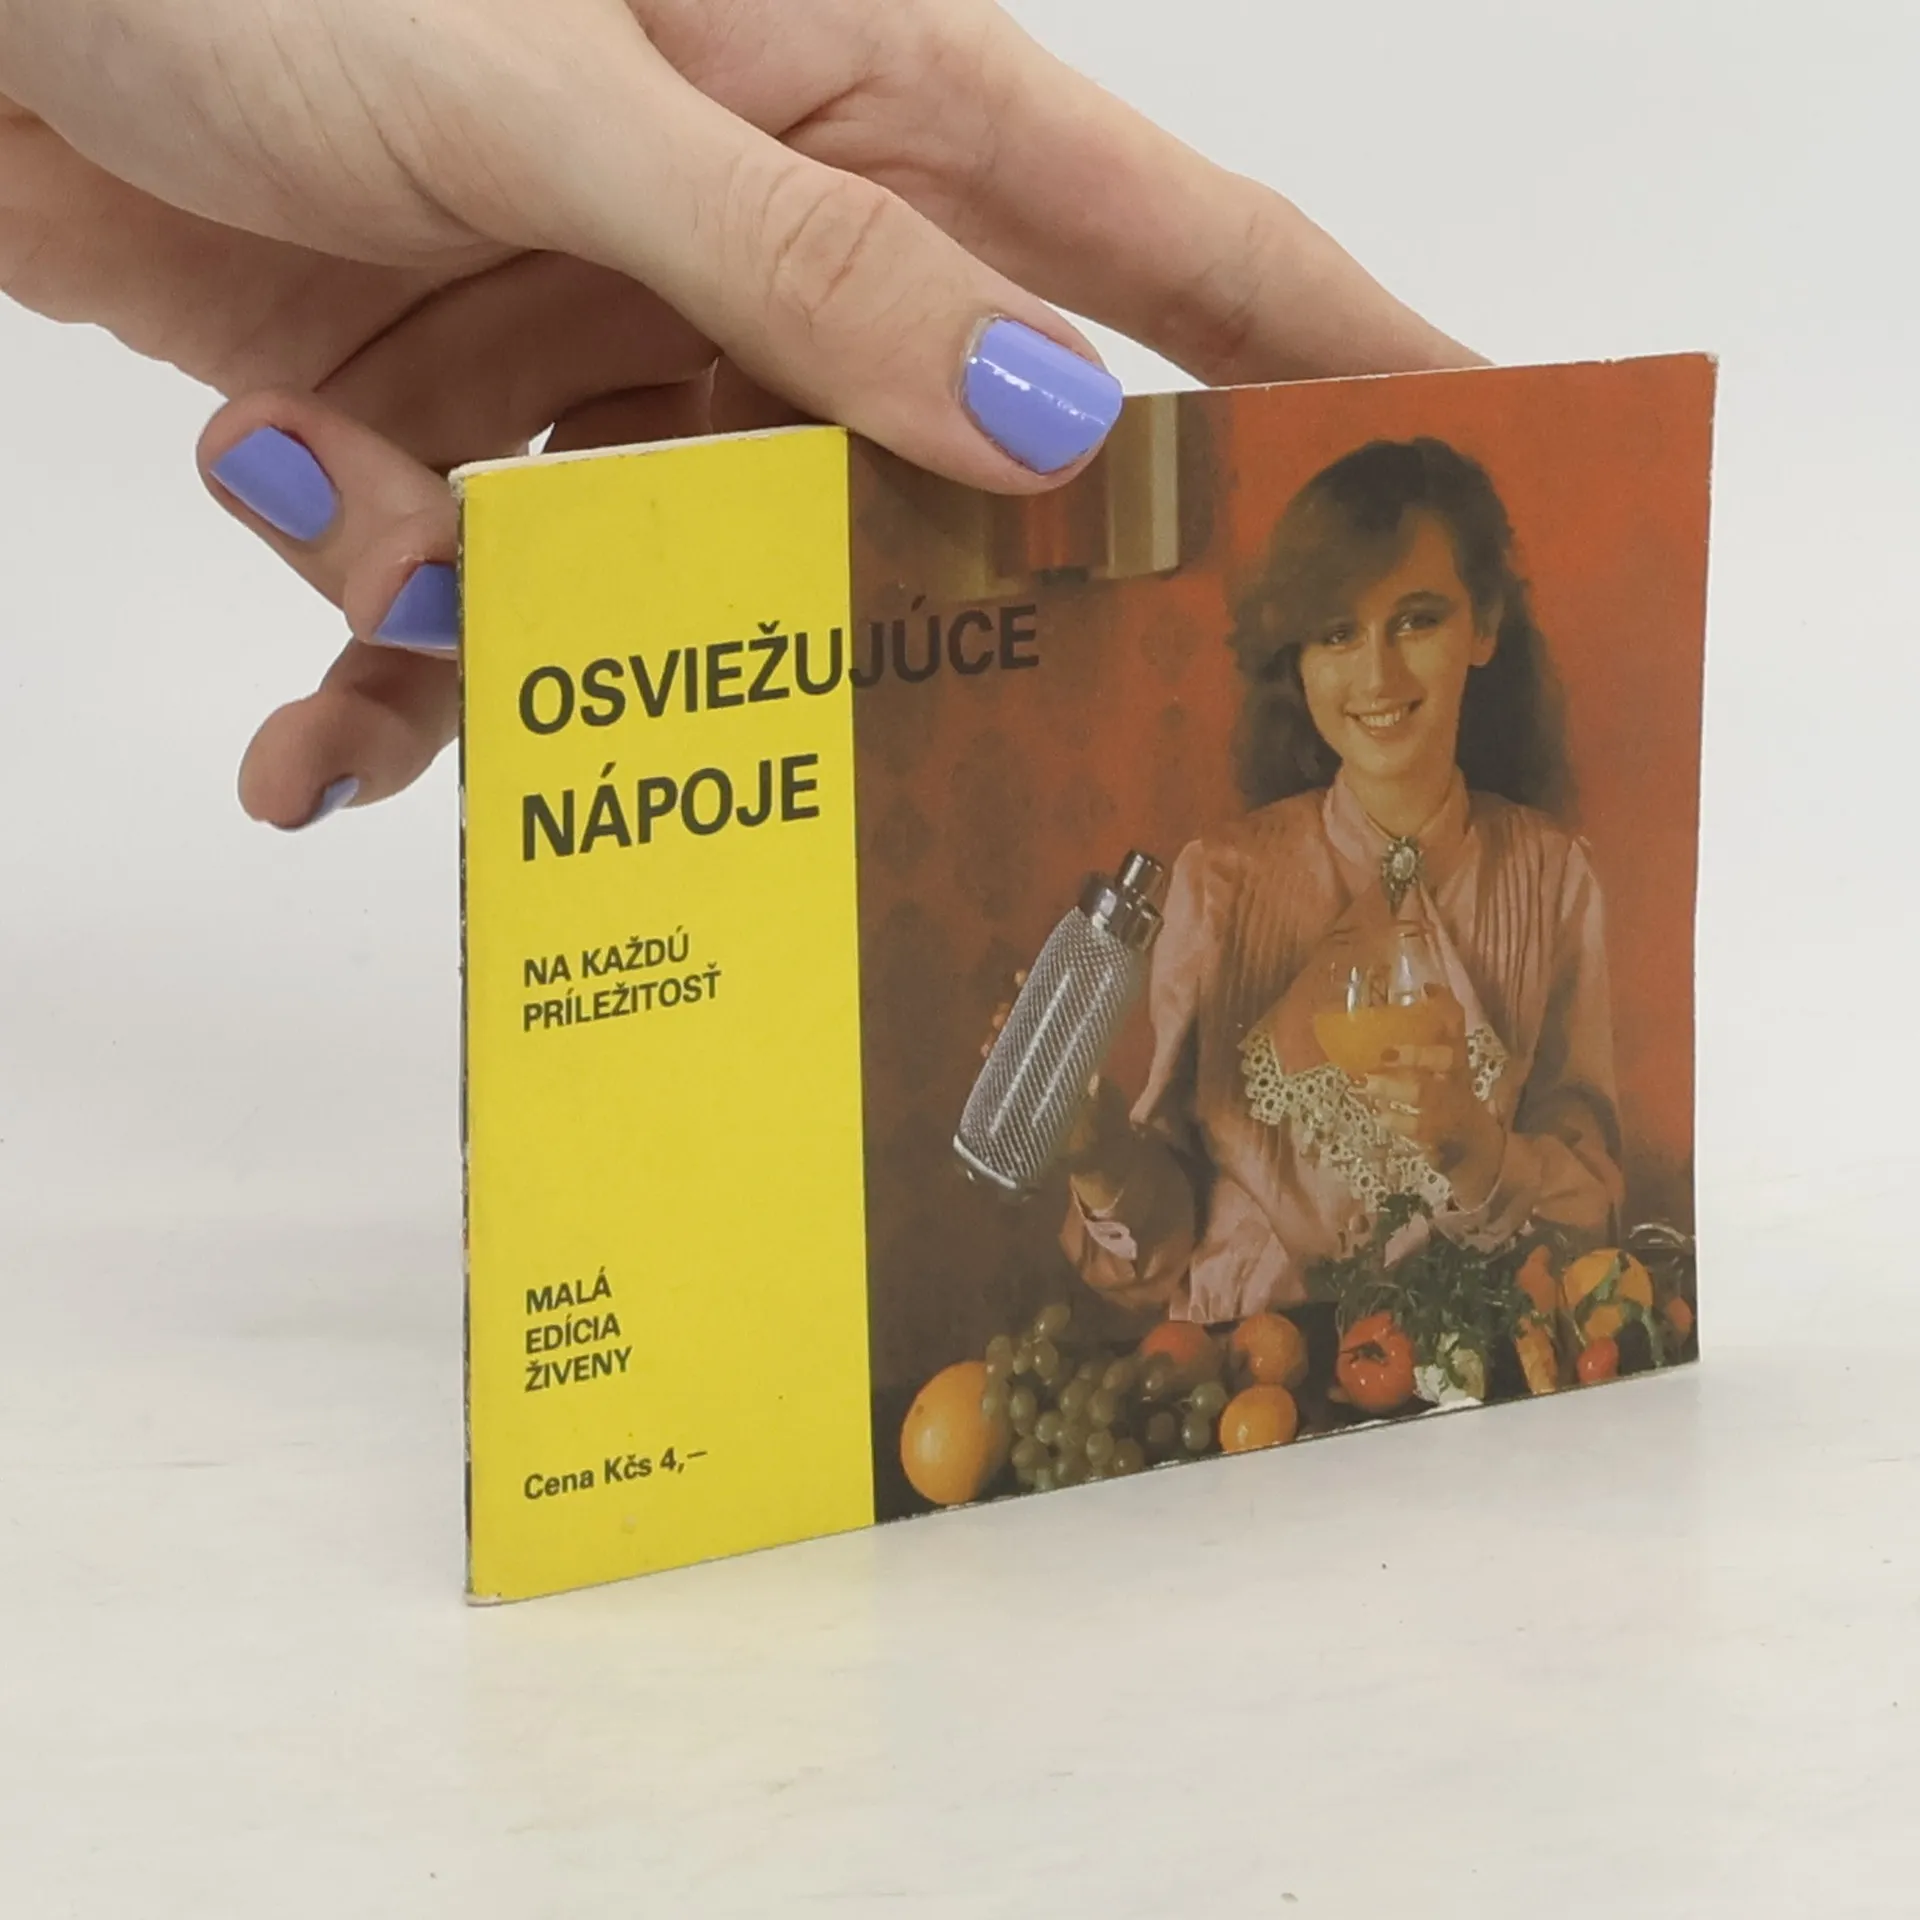 OSVIEŽUJÚCE
NÁPOJE
NA KAŽDÚ
PRÍLEŽITOSŤ
MALÁ
EDÍCIA
ŽIVENY
Cena Kčs 4,—